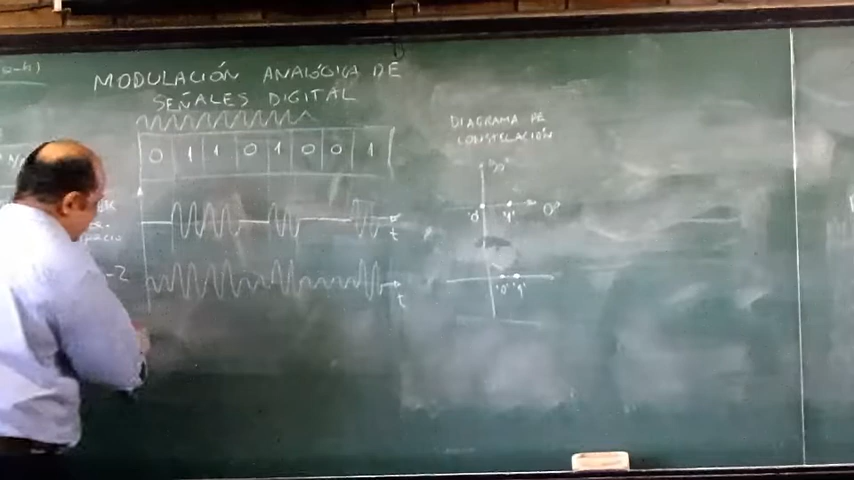 MODULACIÓN ANALÓGICA DE
SEÑALES DIGITAL
0 1 1 0 1 0 0 1
t
-2
t
DIAGRAMA DE
CONSTELACIÓN
90°
'0' '1' 0°
'0' '1'